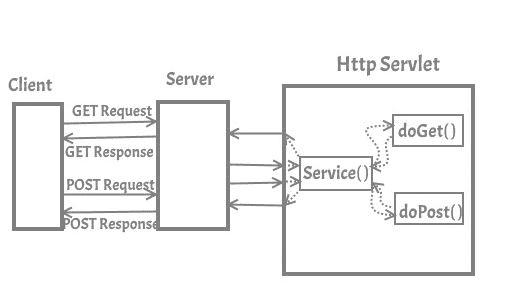 Http Servlet
Client
Server
GET Request
GET Response
POST Request
POST Response
Service()
doGet()
doPost()